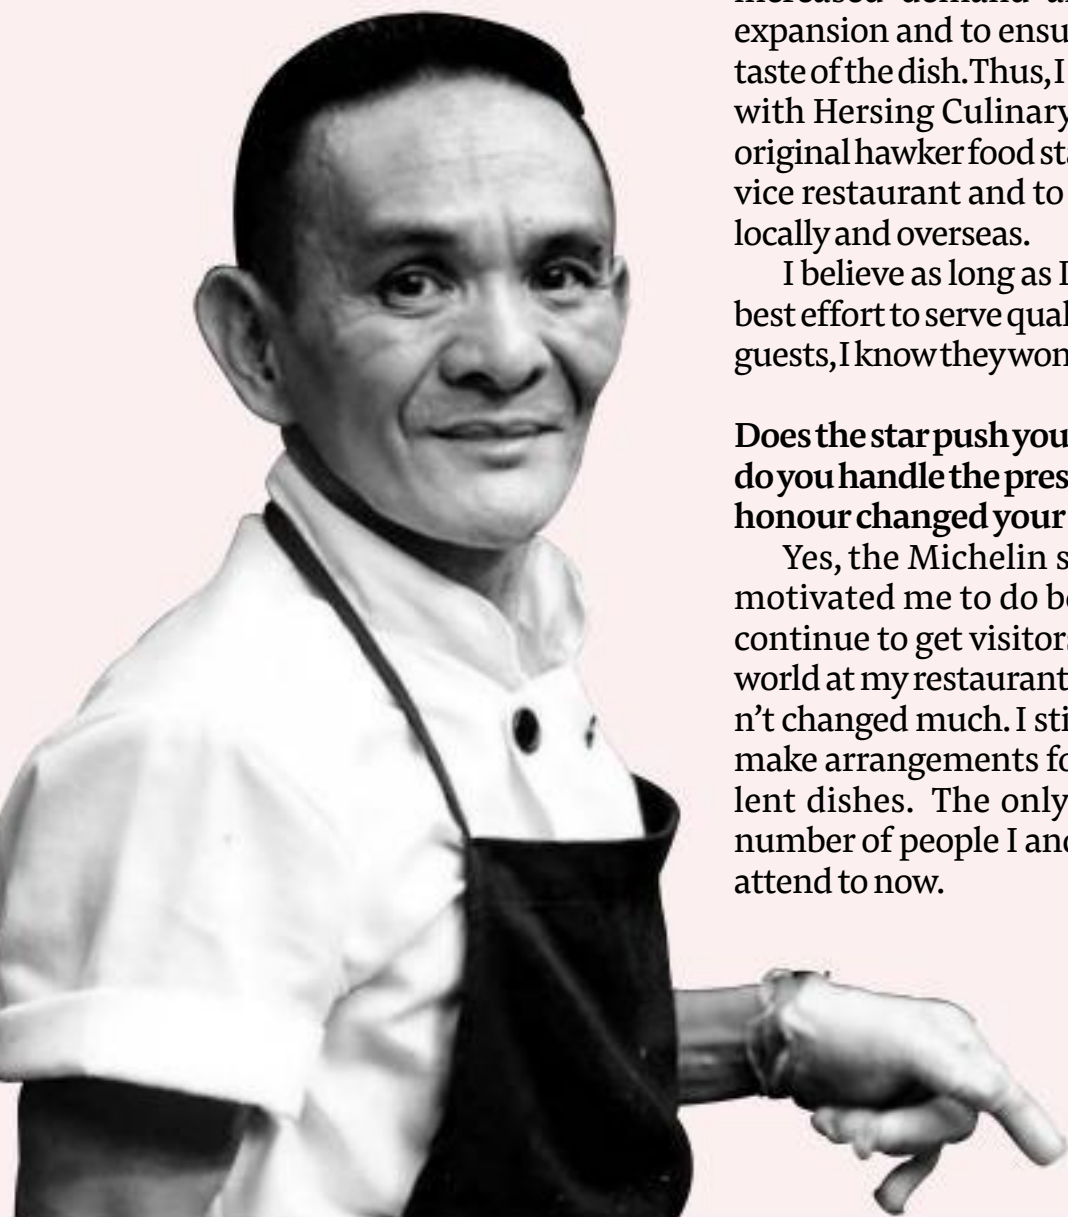 increased demand
expansion and to ensu
taste of the dish. Thus, I
with Hersing Culinary
original hawker food sta
vice restaurant and to
locally and overseas.
I believe as long as I
best effort to serve qual
guests, I know they won
Does the star push you
do you handle the pres
honour changed your
Yes, the Michelin s
motivated me to do be
continue to get visitors
world at my restaurant
n’t changed much. I sti
make arrangements fo
lent dishes. The only
number of people I and
attend to now.